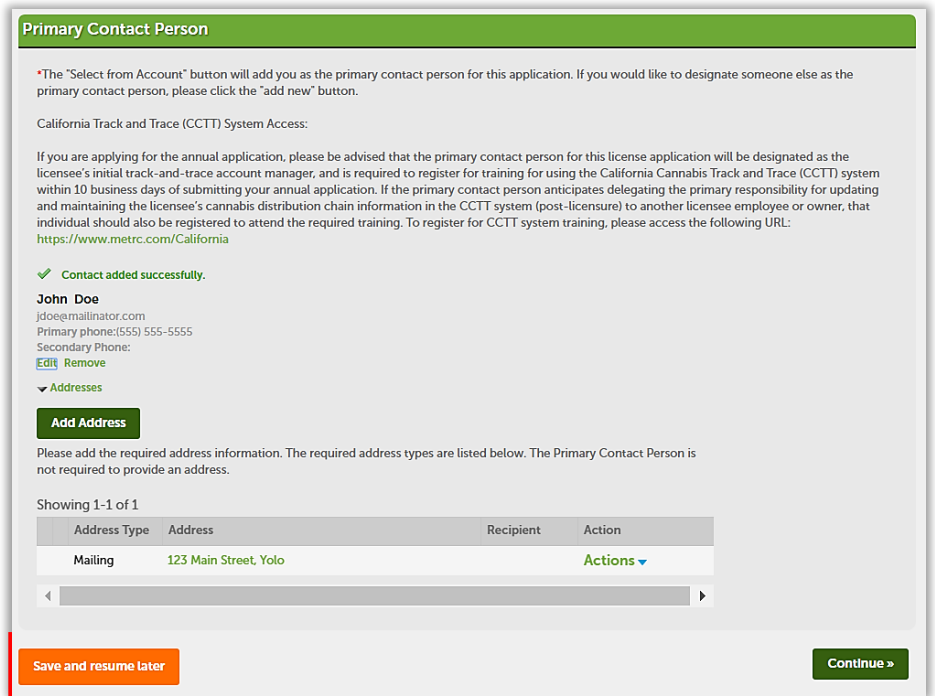 Primary Contact Person
*The "Select from Account" button will add you as the primary contact person for this application. If you would like to designate someone else as the
primary contact person, please click the "add new" button.
California Track and Trace (CCTT) System Access:
If you are applying for the annual application, please be advised that the primary contact person for this license application will be designated as the
licensee's initial track-and-trace account manager, and is required to register for training for using the California Cannabis Track and Trace (CCTT) system
within 10 business days of submitting your annual application. If the primary contact person anticipates delegating the primary responsibility for updating
and maintaining the licensee's cannabis distribution chain information in the CCTT system (post-licensure) to another licensee employee or owner, that
individual should also be registered to attend the required training. To register for CCTT system training, please access the following URL:
https://www.metrc.com/California
Contact added successfully.
John Doe
jdoe@mailinator.com
Primary phone:(555) 555-5555
Secondary Phone:
Edit Remove
Addresses
Add Address
Please add the required address information. The required address types are listed below. The Primary Contact Person is
not required to provide an address.
Showing 1-1 of 1
Address Type Address Recipient Action
Mailing 123 Main Street, Yolo Actions
Save and resume later Continue »